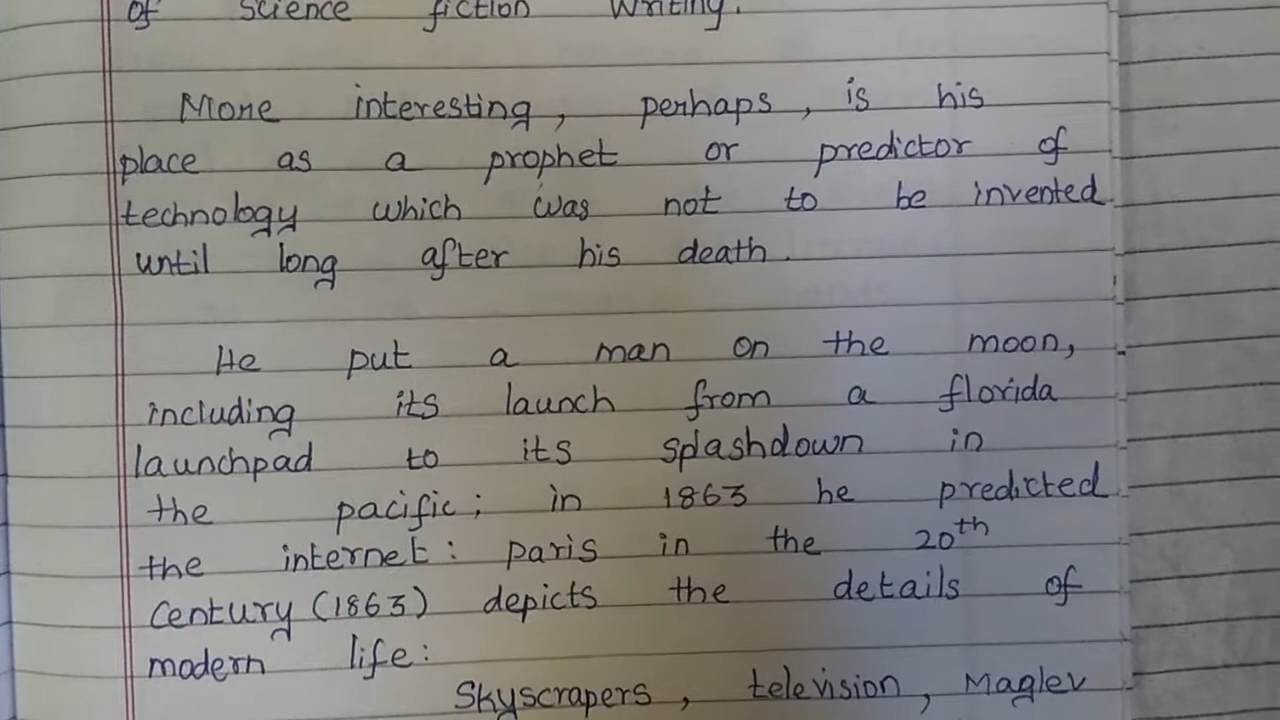 of science fiction writing.
More interesting, perhaps, is his
place as a prophet or predictor of
technology which was not to be invented
until long after his death.
He put a man on the moon,
including its launch from a florida
launchpad to its splashdown in
the pacific; in 1863 he predicted
the internet: paris in the 20th
century (1863) depicts the details of
modern life:
Skyscrapers, television, Maglev